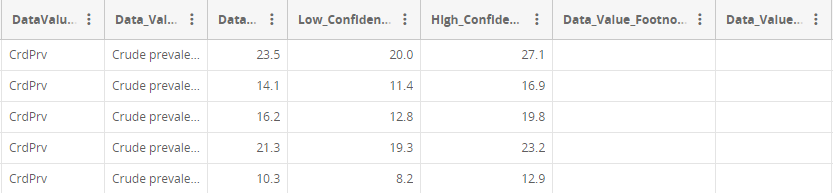 DataValu... Data_Val... Data... Low_Confiden... High_Confide... Data_Value_Footno... Data_Value...
CrdPrv Crude prevale... 23.5 20.0 27.1
CrdPrv Crude prevale... 14.1 11.4 16.9
CrdPrv Crude prevale... 16.2 12.8 19.8
CrdPrv Crude prevale... 21.3 19.3 23.2
CrdPrv Crude prevale... 10.3 8.2 12.9